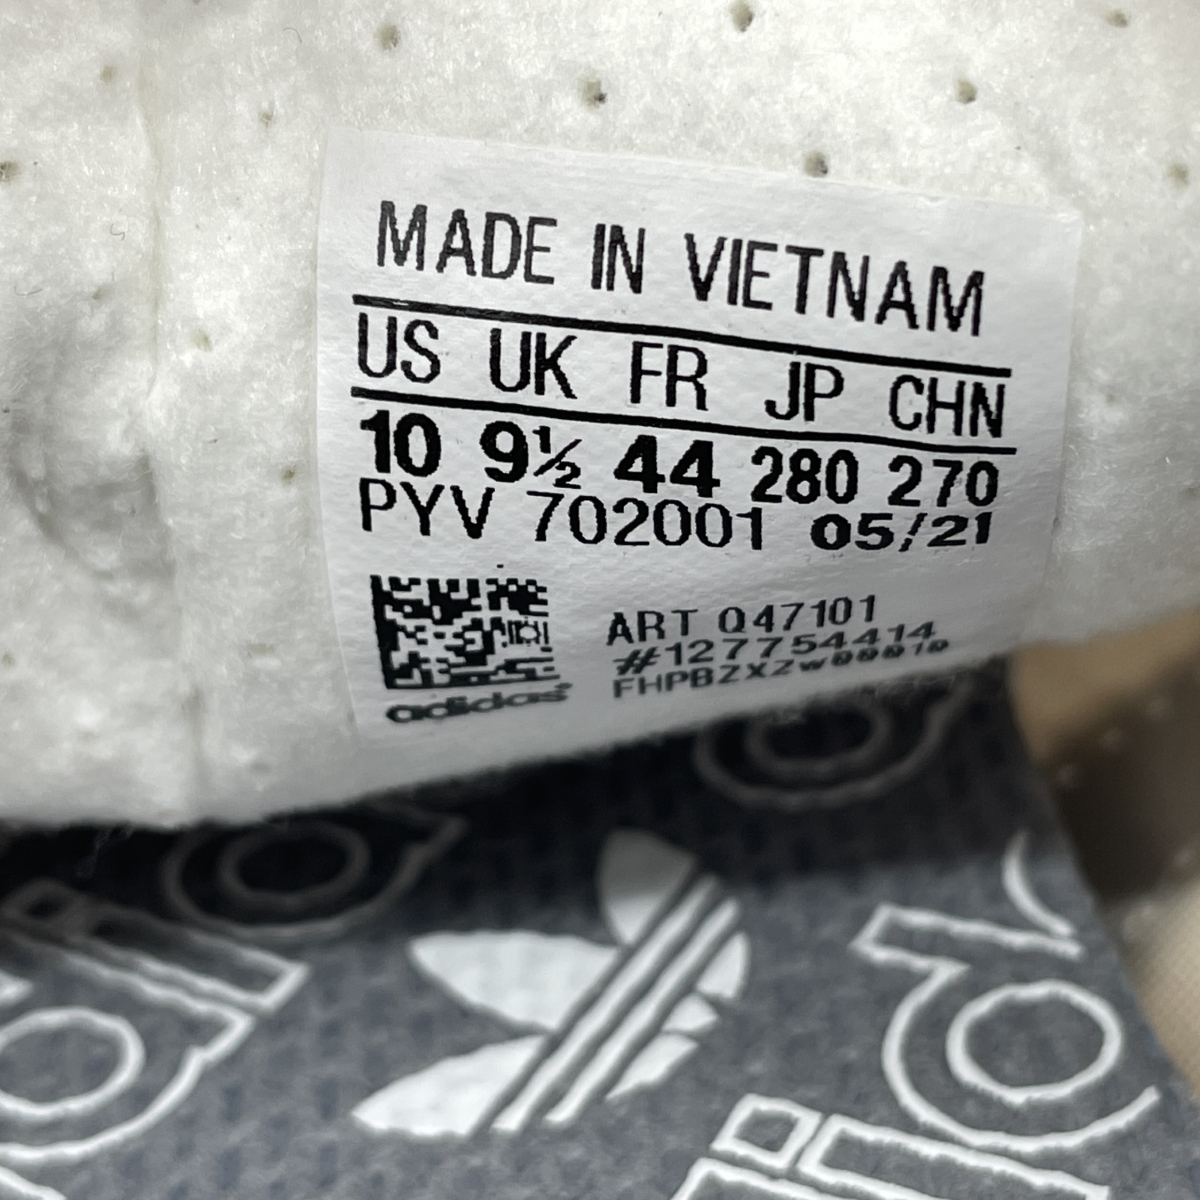 MADE IN VIETNAM
US UK FR JP CHN
10 9½ 44 280 270
PYV 702001 05/21
ART Q47101
#127754414
FHPBZXZW00010
adidas